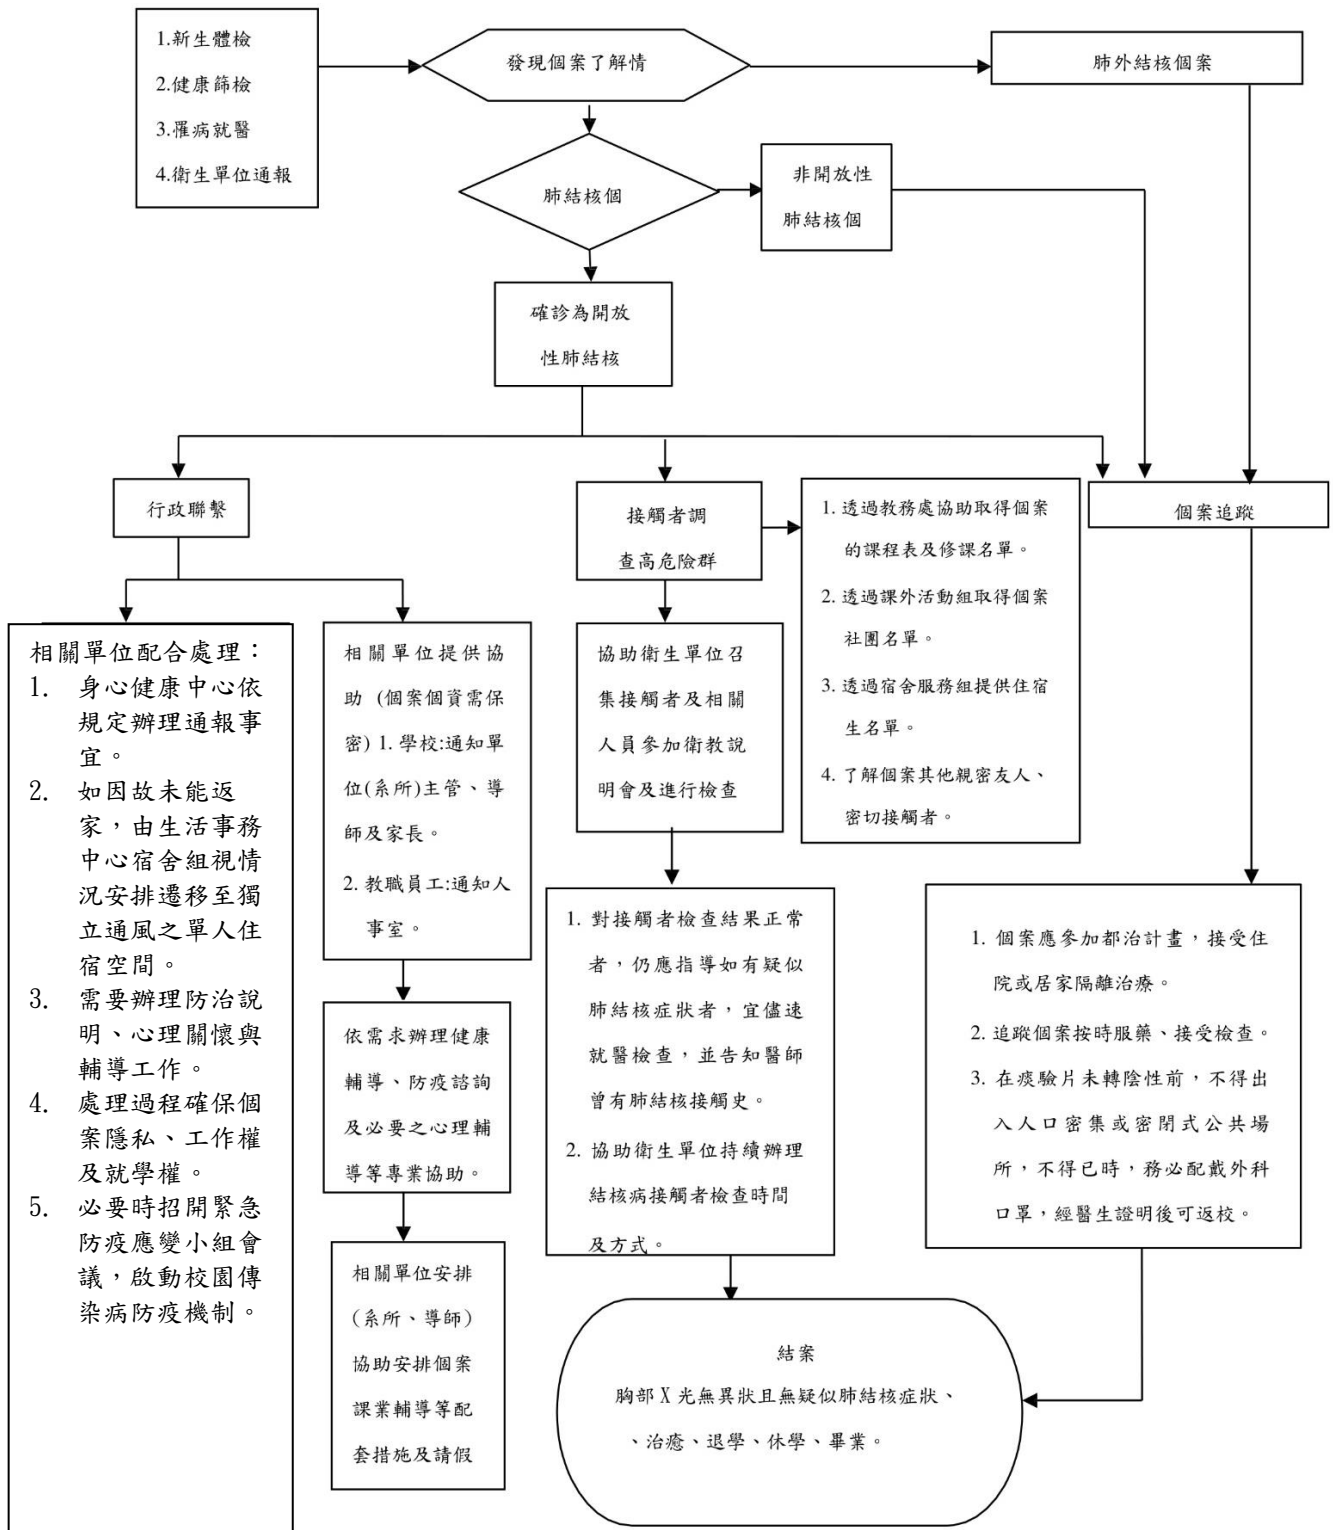 1.新生體檢
2.健康篩檢
3.罹病就醫
4.衛生單位通報
發現個案了解情
肺外結核個案
肺結核個
非開放性
肺結核個
確診為開放
性肺結核
行政聯繫
接觸者調
查高危險群
1. 透過教務處協助取得個案
的課程表及修課名單。
2. 透過課外活動組取得個案
社團名單。
3. 透過宿舍服務組提供住宿
生名單。
4. 了解個案其他親密友人、
密切接觸者。
個案追蹤
相關單位配合處理：
1. 身心健康中心依
規定辦理通報事
宜。
2. 如因故未能返
家，由生活事務
中心宿舍組視情
況安排遷移至獨
立通風之單人住
宿空間。
3. 需要辦理防治說
明、心理關懷與
輔導工作。
4. 處理過程確保個
案隱私、工作權
及就學權。
5. 必要時招開緊急
防疫應變小組會
議，啟動校園傳
染病防疫機制。
相關單位提供協
助 (個案個資需保
密) 1. 學校:通知單
位(系所)主管、導
師及家長。
2. 教職員工:通知人
事室。
依需求辦理健康
輔導、防疫諮詢
及必要之心理輔
導等專業協助。
相關單位安排
(系所、導師)
協助安排個案
課業輔導等配
套措施及請假
協助衛生單位召
集接觸者及相關
人員參加衛教說
明會及進行檢查
1. 對接觸者檢查結果正常
者，仍應指導如有疑似
肺結核症狀者，宜儘速
就醫檢查，並告知醫師
曾有肺結核接觸史。
2. 協助衛生單位持續辦理
結核病接觸者檢查時間
及方式。
1. 個案應參加都治計畫，接受住
院或居家隔離治療。
2. 追蹤個案按時服藥、接受檢查。
3. 在痰驗片未轉陰性前，不得出
入人口密集或密閉式公共場
所，不得已時，務必配戴外科
口罩，經醫生證明後可返校。
結案
胸部 X 光無異狀且無疑似肺結核症狀、
、治癒、退學、休學、畢業。